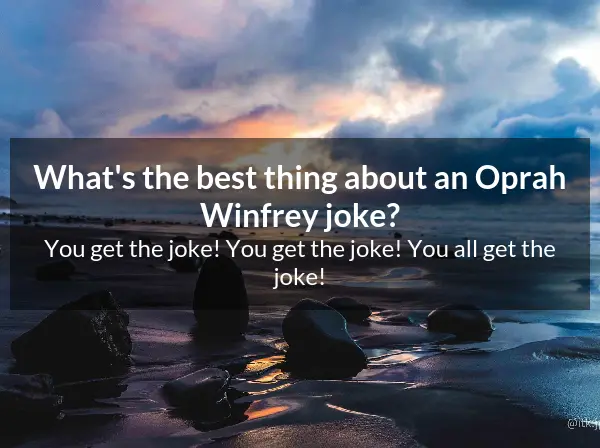 What's the best thing about an Oprah
Winfrey joke?
You get the joke! You get the joke! You all get the
joke!